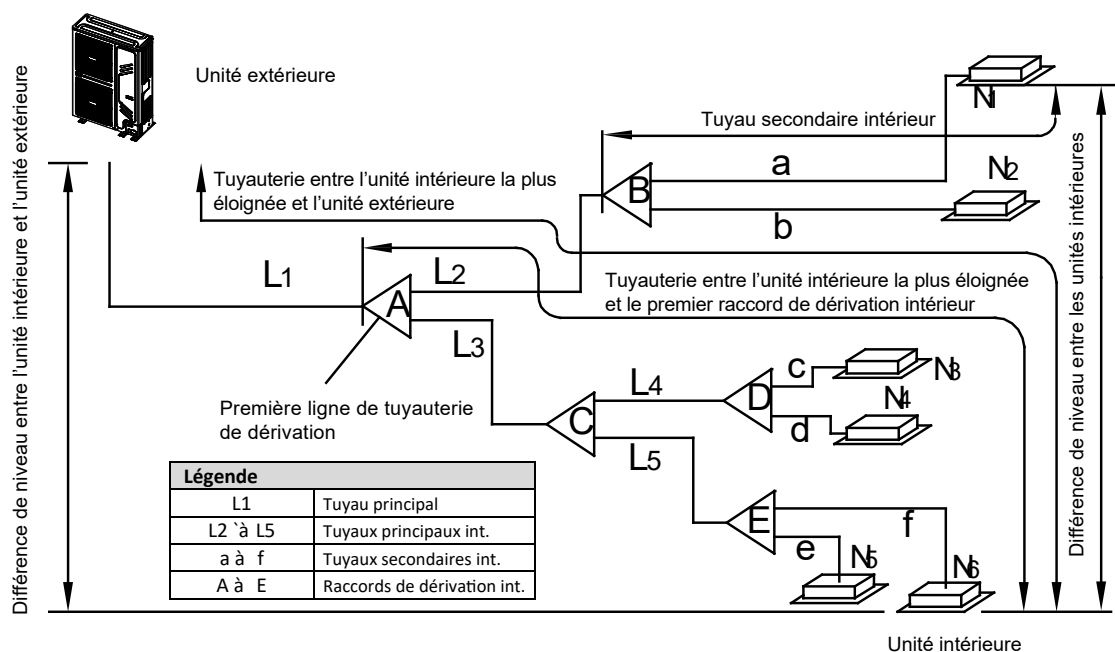 Différence de niveau entre l'unité intérieure et l'unité extérieure
Unité extérieure
N1
Tuyau secondaire intérieur
a
B
N2
b
Tuyauterie entre l'unité intérieure la plus
éloignée et l'unité extérieure
L1
L2
A
Tuyauterie entre l'unité intérieure la plus éloignée
et le premier raccord de dérivation intérieur
L3
Première ligne de tuyauterie
de dérivation
C
L4
D
c
N3
d
N4
L5
E
e
N5
f
N6
Légende
L1 Tuyau principal
L2 `à L5 Tuyaux principaux int.
a à f Tuyaux secondaires int.
A à E Raccords de dérivation int.
Différence de niveau entre les unités intérieures
Unité intérieure